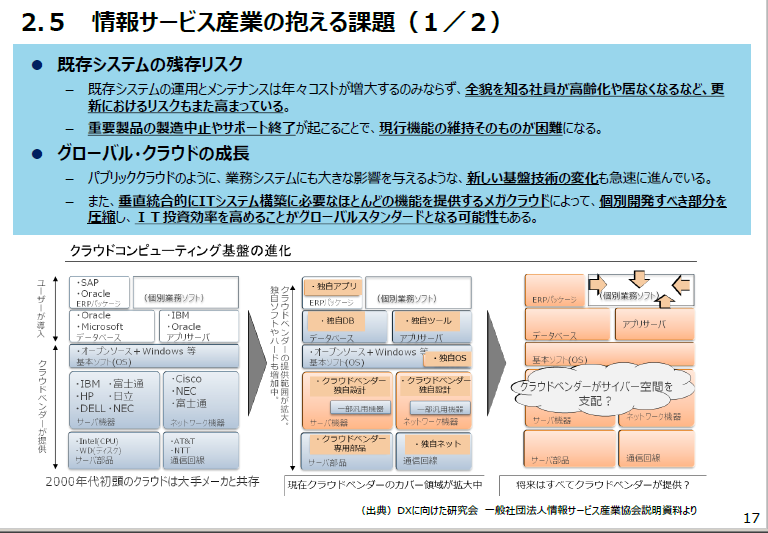 2.5　情報サービス産業の抱える課題（１／２）
● 既存システムの残存リスク
－ 既存システムの運用とメンテナンスは年々コストが増大するのみならず、全貌を知る社員が高齢化や居なくなるなど、更
新におけるリスクもまた高まっている。
－ 重要製品の製造中止やサポート終了が起こることで、現行機能の維持そのものが困難になる。
● グローバル・クラウドの成長
－ パブリッククラウドのように、業務システムにも大きな影響を与えるような、新しい基盤技術の変化も急速に進んでいる。
－ また、垂直統合的にITシステム構築に必要なほとんどの機能を提供するメガクラウドによって、個別開発すべき部分を
圧縮し、ＩＴ投資効率を高めることがグローバルスタンダードとなる可能性もある。
クラウドコンピューティング基盤の進化
ユーザーが導入
クラウドベンダーが提供
・SAP
・Oracle
ERPパッケージ
（個別業務ソフト）
・Oracle
・Microsoft
データベース
・IBM
・Oracle
アプリサーバ
・オープンソース＋Windows 等
基本ソフト(OS)
・IBM ・富士通
・HP ・日立
・DELL ・NEC
サーバ機器
・Cisco
・NEC
・富士通
ネットワーク機器
・Intel(CPU)
・WD(ディスク)
サーバ部品
・AT&T
・NTT
通信回線
2000年代初頭のクラウドは大手メーカと共存
クラウドベンダーの提供範囲が拡大。
独自ソフトやハードも増加中。
・独自アプリ
ERPパッケージ
（個別業務ソフト）
・独自DB
データベース
・独自ツール
アプリサーバ
・オープンソース＋Windows 等
基本ソフト(OS)
・独自OS
・クラウドベンダー
独自設計
一部汎用機器
サーバ機器
・クラウドベンダー
独自設計
一部汎用機器
ネットワーク機器
・クラウドベンダー
専用部品
サーバ部品
・独自ネット
通信回線
現在クラウドベンダーのカバー領域が拡大中
ERPパッケージ
（個別業務ソフト）
データベース
アプリサーバ
基本ソフト(OS)
クラウドベンダーがサイバー空間を
支配？
サーバ機器
ネットワーク機器
サーバ部品
通信回線
将来はすべてクラウドベンダーが提供？
（出典）DXに向けた研究会 一般社団法人情報サービス産業協会説明資料より
17